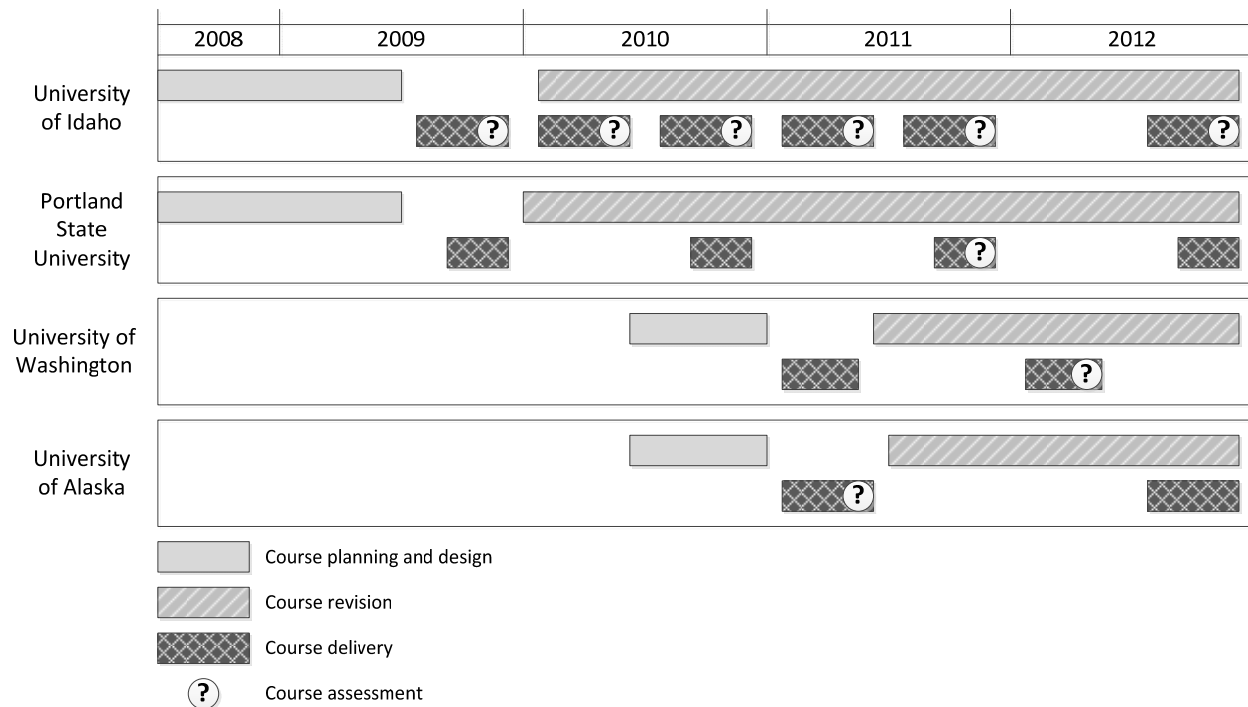 2008 2009 2010 2011 2012
University
of Idaho
? ? ? ? ? ?
Portland
State
University
?
University of
Washington
?
University
of Alaska
?
Course planning and design
Course revision
Course delivery
? Course assessment